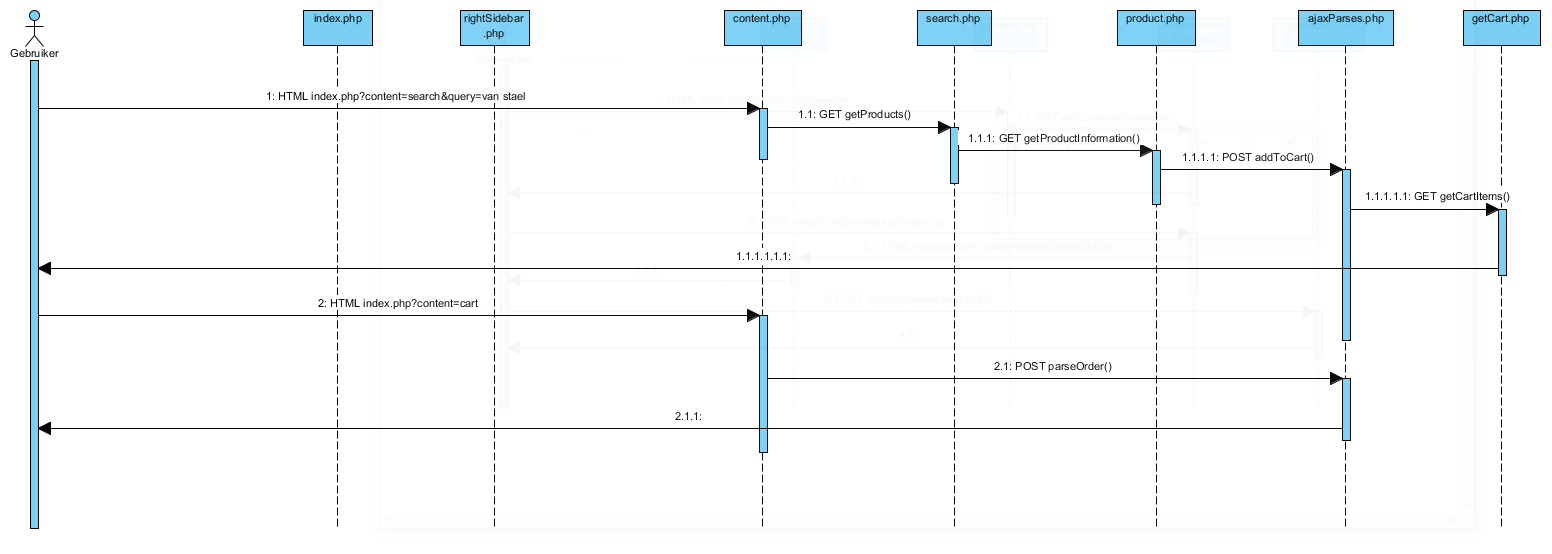 index.php
rightSidebar
.php
content.php
search.php
product.php
ajaxParses.php
getCart.php
Gebruiker
1: HTML index.php?content=search&query=van stael
1.1: GET getProducts()
1.1.1: GET getProductInformation()
1.1.1.1: POST addToCart()
1.1.1.1.1: GET getCartItems()
1.1.1.1.1.1:
2: HTML index.php?content=cart
2.1: POST parseOrder()
2.1.1: